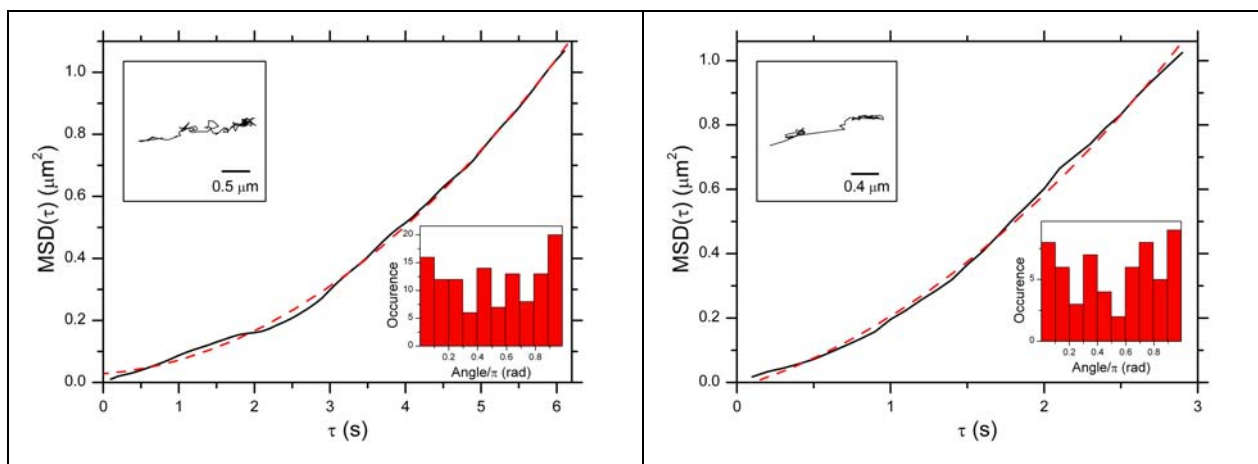 1.0
0.8
0.6
0.4
0.2
0.0
MSD(τ) (μm²)
0.5 μm
20
15
10
5
0
Occurence
0.2 0.4 0.6 0.8
Angle/π (rad)
0 1 2 3 4 5 6
τ (s)
1.0
0.8
0.6
0.4
0.2
0.0
MSD(τ) (μm²)
0.4 μm
5
0
Occurence
0.2 0.4 0.6 0.8
Angle/π (rad)
0 1 2 3
τ (s)